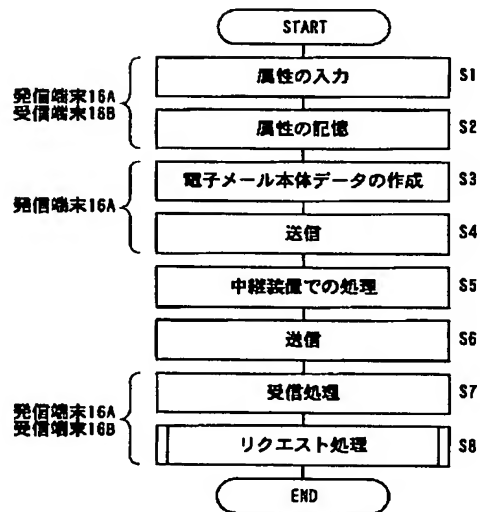 START
属性の入力 S1
発信端末16A
受信端末16B
属性の記憶 S2
電子メール本体データの作成 S3
発信端末16A
送信 S4
中継装置での処理 S5
送信 S6
受信処理 S7
発信端末16A
受信端末16B
リクエスト処理 S8
END